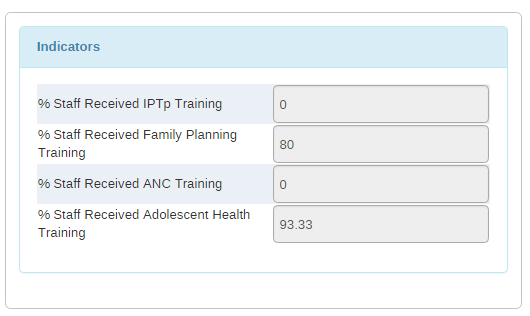 Indicators
% Staff Received IPTp Training
0
% Staff Received Family Planning
Training
80
% Staff Received ANC Training
0
% Staff Received Adolescent Health
Training
93.33